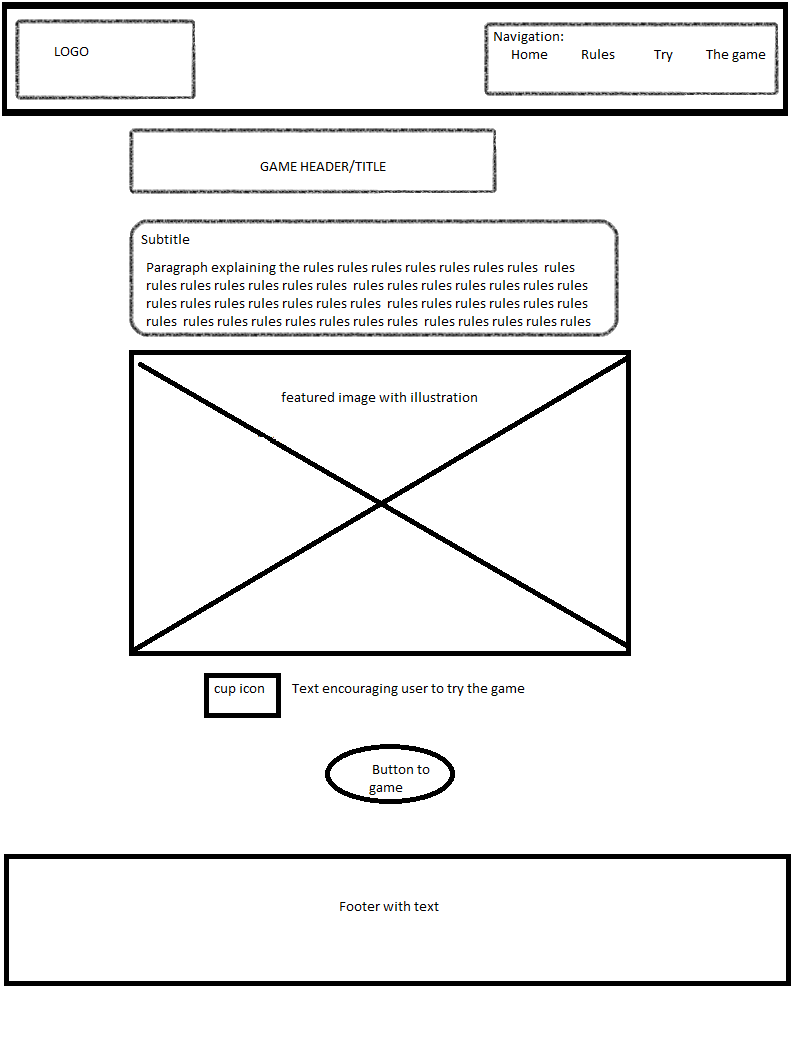 LOGO
Navigation:
Home Rules Try The game
GAME HEADER/TITLE
Subtitle
Paragraph explaining the rules rules rules rules rules rules rules rules
rules rules rules rules rules rules rules rules rules rules rules rules rules
rules rules rules rules rules rules rules rules rules rules rules rules rules
rules rules rules rules rules rules rules rules rules rules rules rules rules
featured image with illustration
cup icon
Text encouraging user to try the game
Button to
game
Footer with text